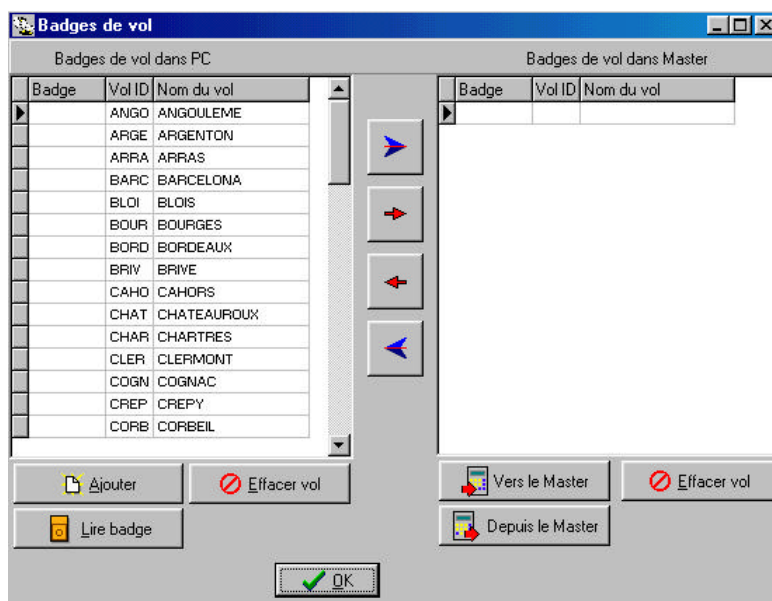 Badges de vol
Badges de vol dans PC
Badge Vol ID Nom du vol
ANGO ANGOULEME
ARGE ARGENTON
ARRA ARRAS
BARC BARCELONA
BLOI BLOIS
BOUR BOURGES
BORD BORDEAUX
BRIV BRIVE
CAHO CAHORS
CHAT CHATEAUROUX
CHAR CHARTRES
CLER CLERMONT
COGN COGNAC
CREP CREPY
CORB CORBEIL
Ajouter Effacer vol
Lire badge
Badges de vol dans Master
Badge Vol ID Nom du vol
Vers le Master Effacer vol
Depuis le Master
OK